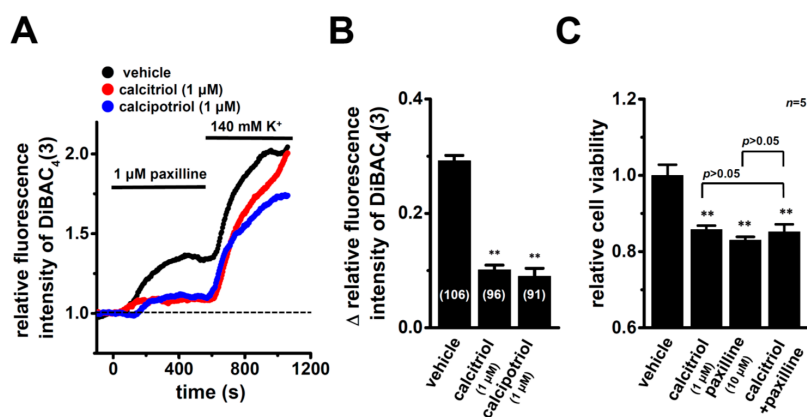 A
vehicle
calcitriol (1 µM)
calcipotriol (1 µM)
140 mM K⁺
1 µM paxilline
relative fluorescence
intensity of DiBAC₄(3)
2.0
1.5
1.0
0
400
800
1200
time (s)
B
Δ relative fluorescence
intensity of DiBAC₄(3)
0.4
0.2
0.0
**
**
(106)
(96)
(91)
vehicle
calcitriol
(1 µM)
calcipotriol
(1 µM)
C
n=5
relative cell viability
1.2
1.0
0.8
0.6
p>0.05
p>0.05
**
**
**
vehicle
calcitriol
(1 µM)
paxilline
(10 µM)
calcitriol
+paxilline